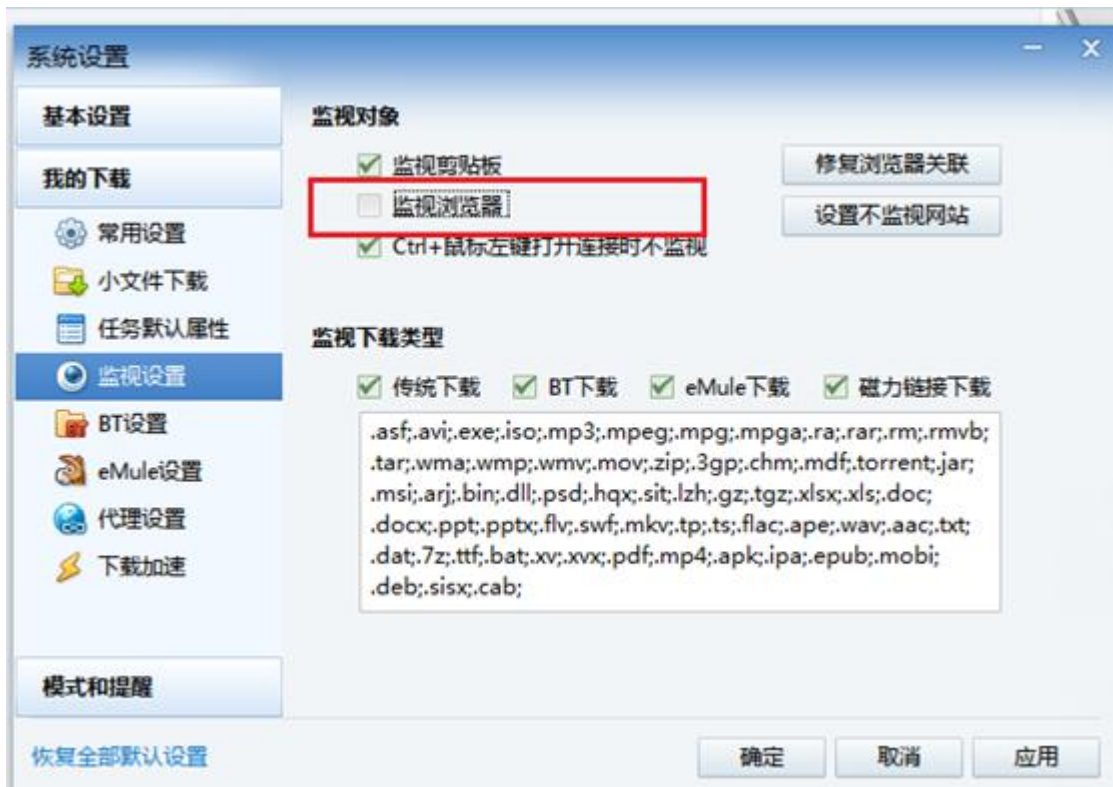 系统设置
基本设置
我的下载
常用设置
小文件下载
任务默认属性
监视设置
BT设置
eMule设置
代理设置
下载加速
模式和提醒
恢复全部默认设置
监视对象
监视剪贴板
修复浏览器关联
监视浏览器
设置不监视网站
Ctrl+鼠标左键打开连接时不监视
监视下载类型
传统下载 BT下载 eMule下载 磁力链接下载
.asf;.avi;.exe;.iso;.mp3;.mpeg;.mpg;.mpga;.ra;.rar;.rm;.rmvb;
.tar;.wma;.wmp;.wmv;.mov;.zip;.3gp;.chm;.mdf;.torrent;.jar;
.msi;.arj;.bin;.dll;.psd;.hqx;.sit;.lzh;.gz;.tgz;.xlsx;.xls;.doc;
.docx;.ppt;.pptx;.flv;.swf;.mkv;.tp;.ts;.flac;.ape;.wav;.aac;.txt;
.dat;.7z;.ttf;.bat;.xv;.xvx;.pdf;.mp4;.apk;.ipa;.epub;.mobi;
.deb;.sisx;.cab;
确定 取消 应用